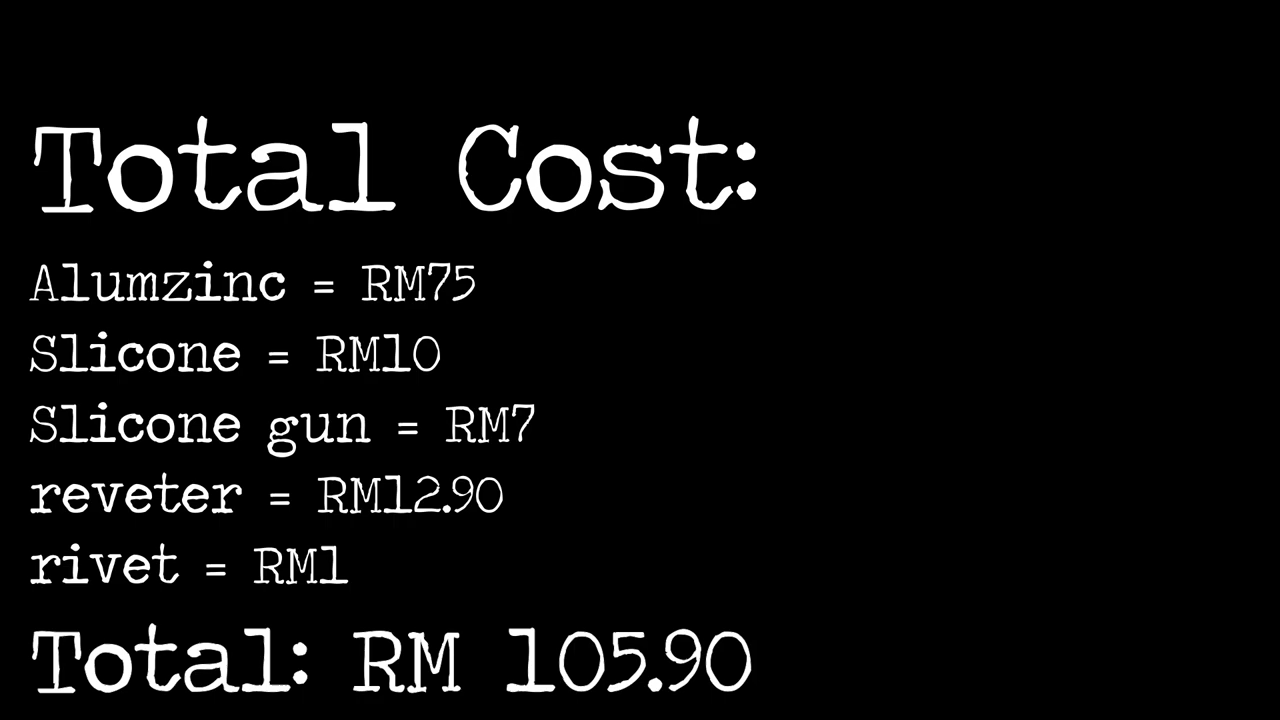 Total Cost:
Alumzinc = RM75
Slicone = RM10
Slicone gun = RM7
reveter = RM12.90
rivet = RM1
Total: RM 105.90